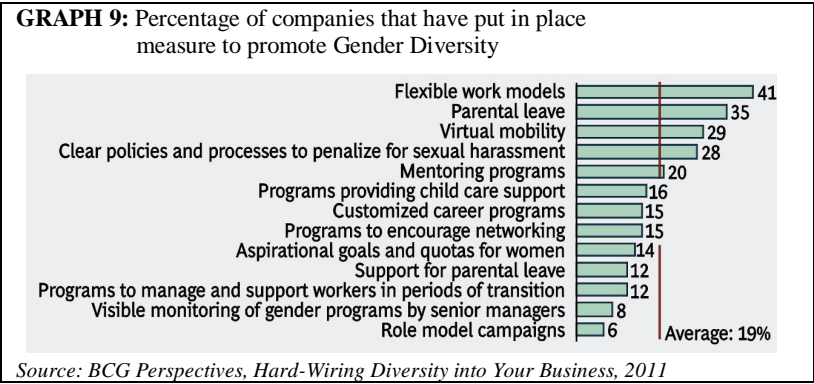 GRAPH 9: Percentage of companies that have put in place
measure to promote Gender Diversity
Flexible work models 41
Parental leave 35
Virtual mobility 29
Clear policies and processes to penalize for sexual harassment 28
Mentoring programs 20
Programs providing child care support 16
Customized career programs 15
Programs to encourage networking 15
Aspirational goals and quotas for women 14
Support for parental leave 12
Programs to manage and support workers in periods of transition 12
Visible monitoring of gender programs by senior managers 8
Role model campaigns 6 Average: 19%
Source: BCG Perspectives, Hard-Wiring Diversity into Your Business, 2011